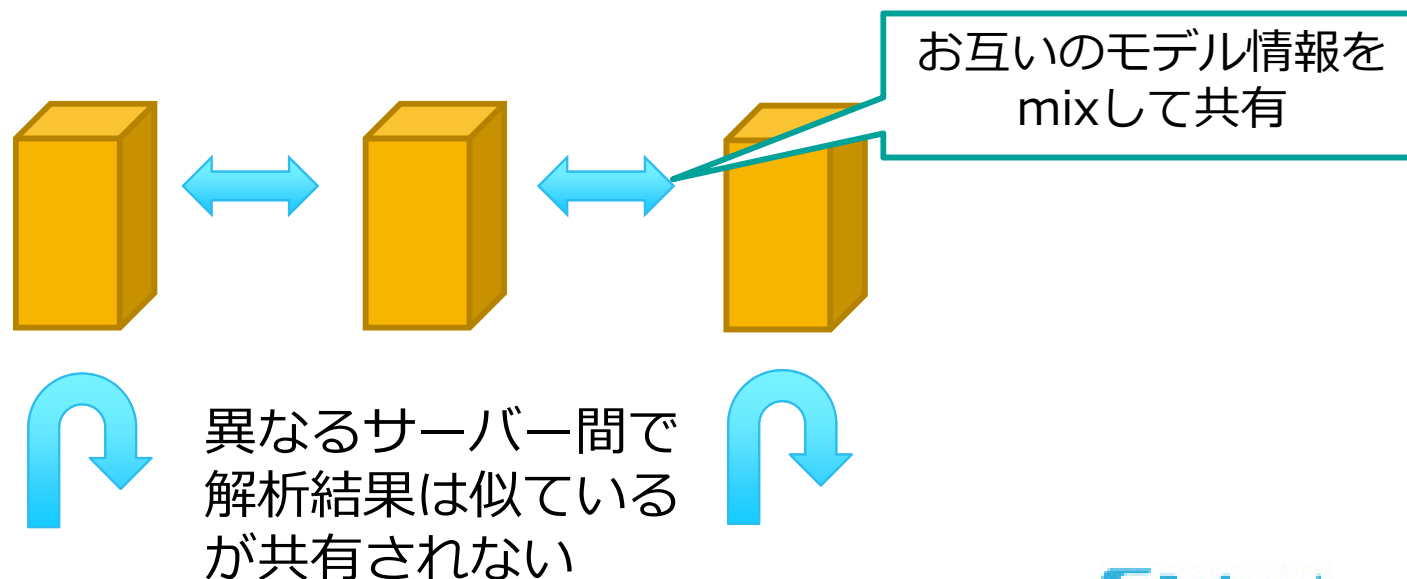 お互いのモデル情報を
mixして共有
異なるサーバー間で
解析結果は似ている
が共有されない